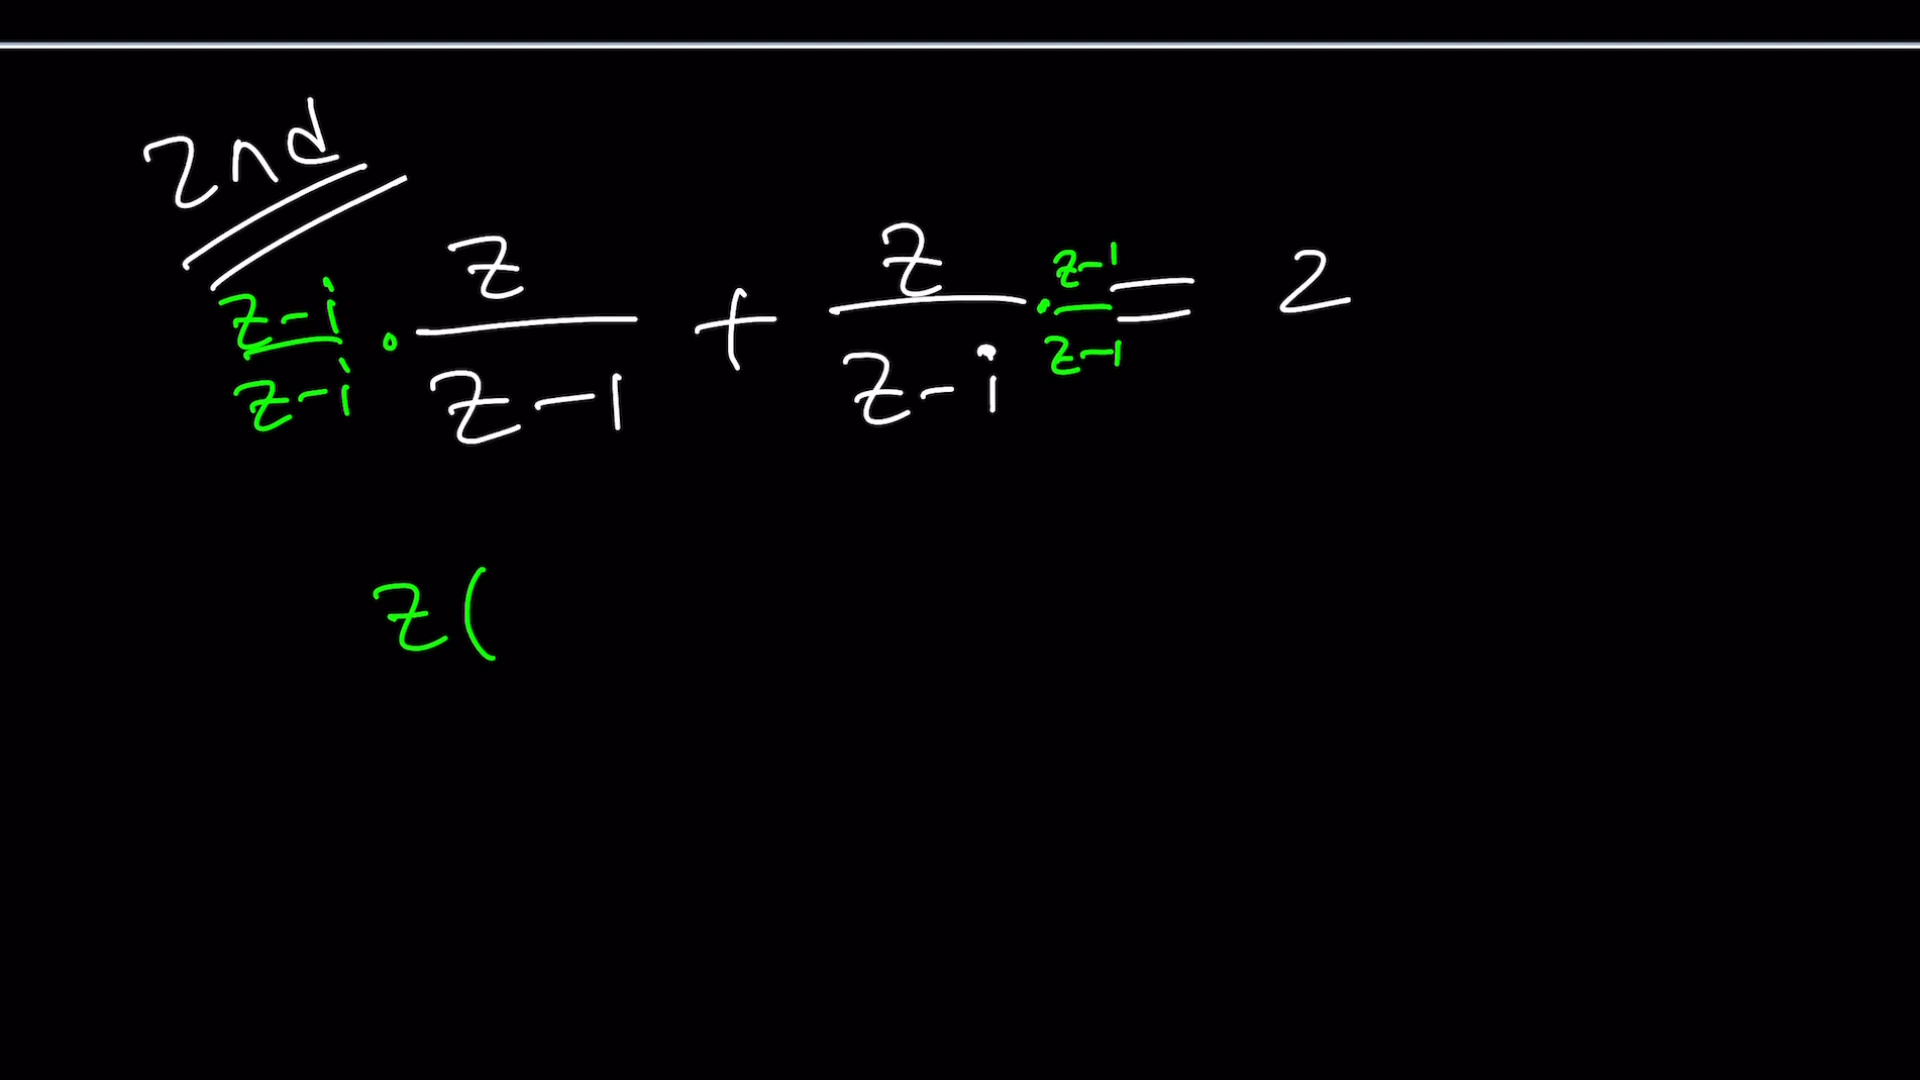 2nd
z-i/z-i · z/z-1 + z/z-i · z-1/z-1 = 2
z(